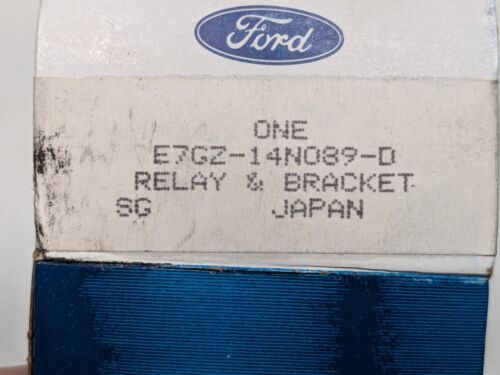 Ford
ONE
E7GZ-14N089-D
RELAY & BRACKET
SG JAPAN